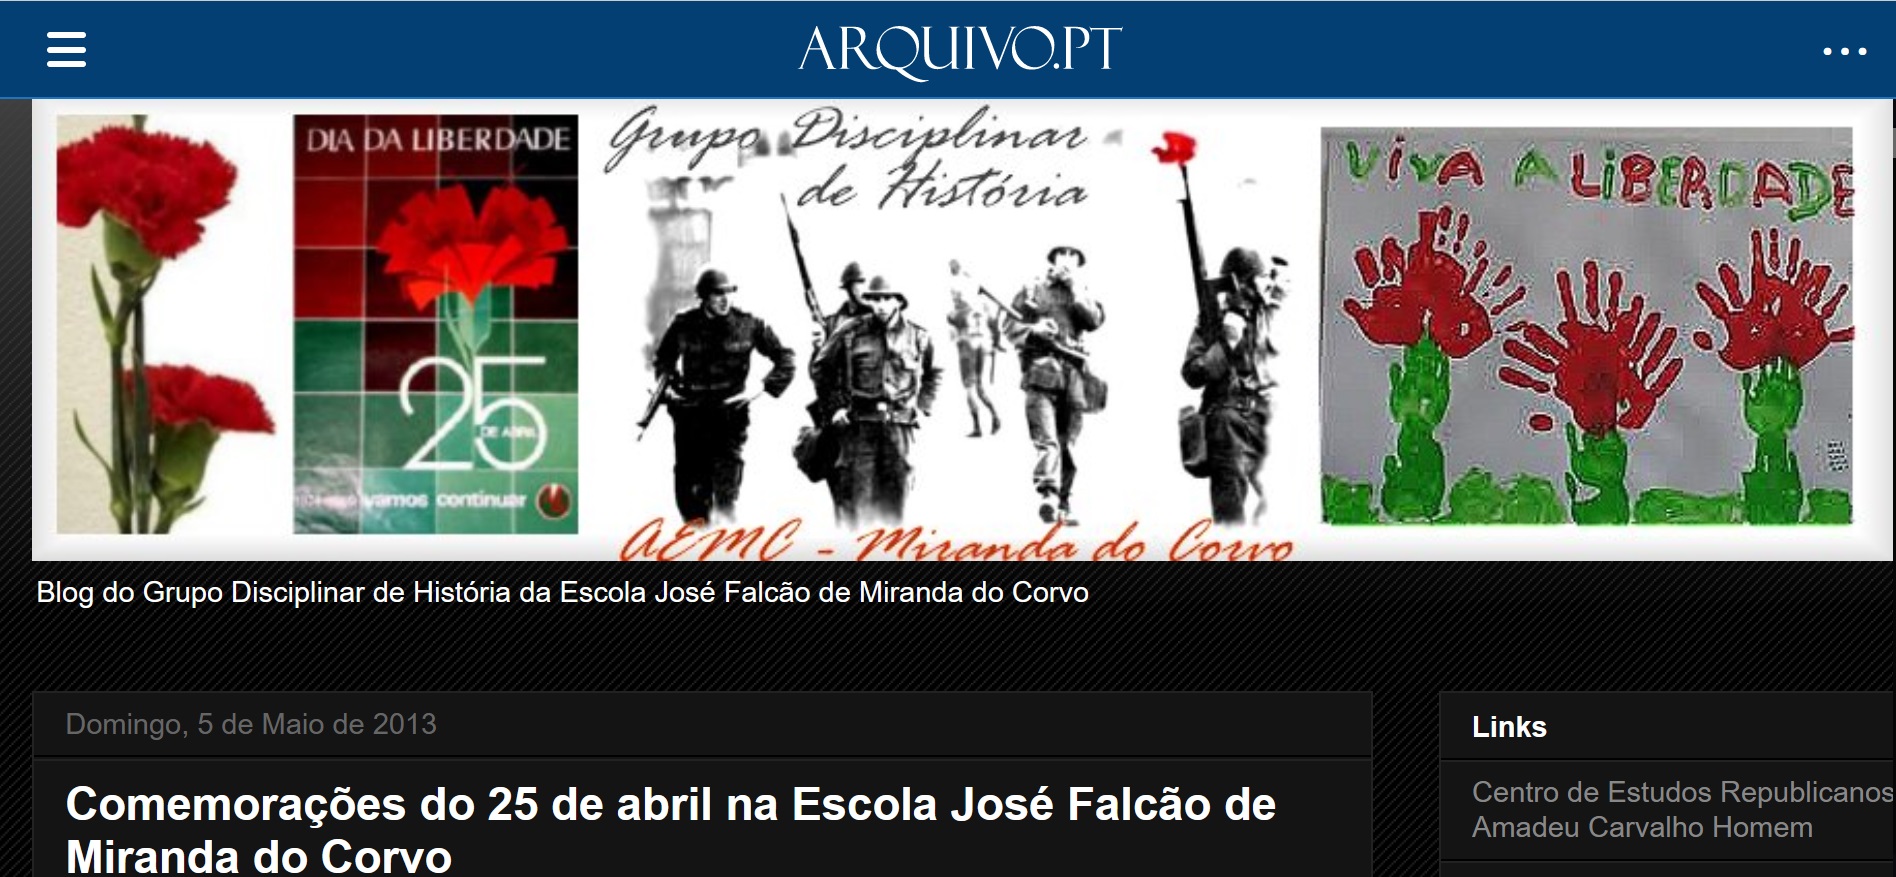 ARQUIVO.PT
DIA DA LIBERDADE
25
DE ABRIL
vamos continuar
Grupo Disciplinar
de História
AEMC - Miranda do Corvo
VIVA A LIBERDADE
Blog do Grupo Disciplinar de História da Escola José Falcão de Miranda do Corvo
Domingo, 5 de Maio de 2013
Comemorações do 25 de abril na Escola José Falcão de
Miranda do Corvo
Links
Centro de Estudos Republicanos
Amadeu Carvalho Homem